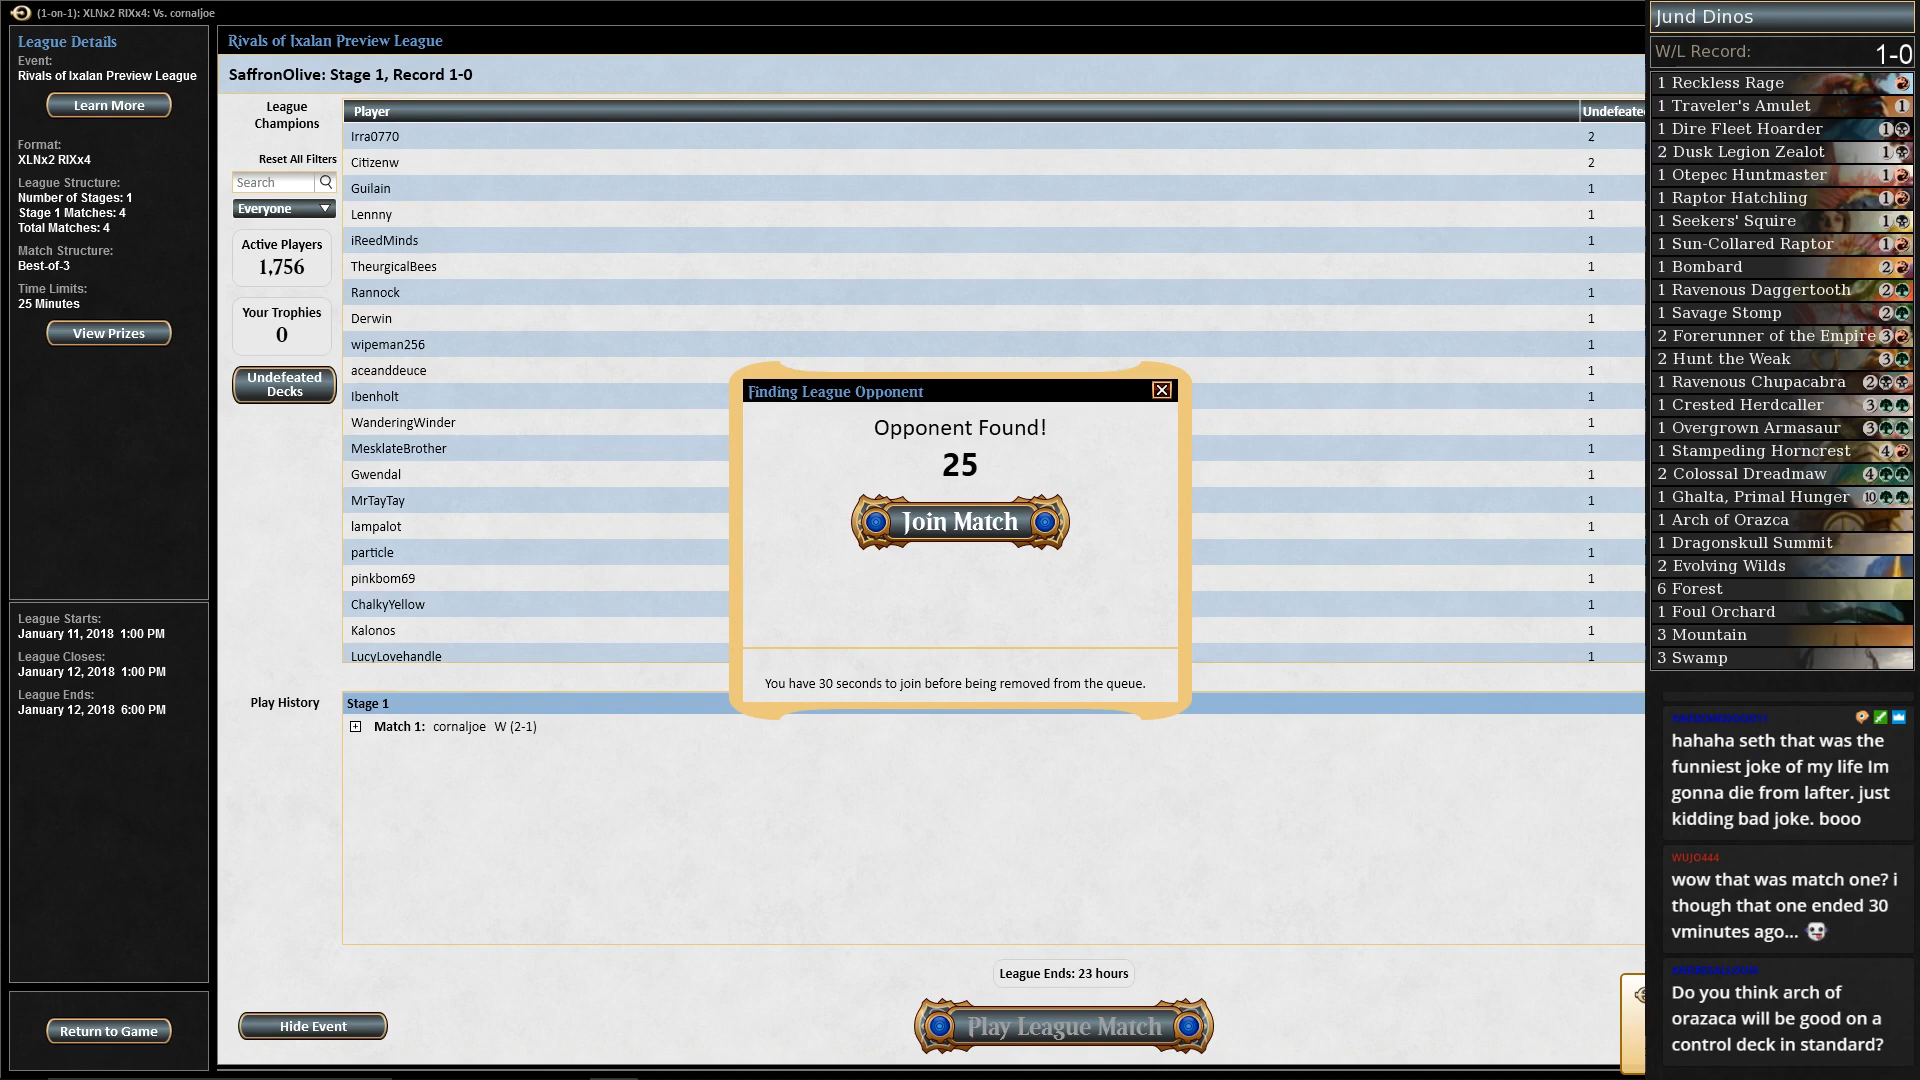 (1-on-1): XLNx2 RIXx4: Vs. cornaljoe
League Details
Event:
Rivals of Ixalan Preview League
Learn More
Format:
XLNx2 RIXx4
League Structure:
Number of Stages: 1
Stage 1 Matches: 4
Total Matches: 4
Match Structure:
Best-of-3
Time Limits:
25 Minutes
View Prizes
League Starts:
January 11, 2018 1:00 PM
League Closes:
January 12, 2018 1:00 PM
League Ends:
January 12, 2018 6:00 PM
Return to Game
Rivals of Ixalan Preview League
SaffronOlive: Stage 1, Record 1-0
League
Champions
Reset All Filters
Search
Everyone
Active Players
1,756
Your Trophies
0
Undefeated
Decks
Player Undefeate
Irra0770 2
Citizenw 2
Guilain 1
Lennny 1
iReedMinds 1
TheurgicalBees 1
Rannock 1
Derwin 1
wipeman256 1
aceanddeuce 1
Ibenholt 1
WanderingWinder 1
MesklateBrother 1
Gwendal 1
MrTayTay 1
lampalot 1
particle 1
pinkbom69 1
ChalkyYellow 1
Kalonos 1
LucyLovehandle 1
Finding League Opponent
Opponent Found!
25
Join Match
You have 30 seconds to join before being removed from the queue.
Play History
Stage 1
Match 1: cornaljoe W (2-1)
League Ends: 23 hours
Hide Event
Play League Match
Jund Dinos
W/L Record: 1-0
1 Reckless Rage
1 Traveler's Amulet 1
1 Dire Fleet Hoarder 1
2 Dusk Legion Zealot 1
1 Otepec Huntmaster 1
1 Raptor Hatchling 1
1 Seekers' Squire 1
1 Sun-Collared Raptor 1
1 Bombard 2
1 Ravenous Daggertooth 2
1 Savage Stomp 2
2 Forerunner of the Empire 3
2 Hunt the Weak 3
1 Ravenous Chupacabra 2
1 Crested Herdcaller 3
1 Overgrown Armasaur 3
1 Stampeding Horncrest 4
2 Colossal Dreadmaw 4
1 Ghalta, Primal Hunger 10
1 Arch of Orazca
1 Dragonskull Summit
2 Evolving Wilds
6 Forest
1 Foul Orchard
3 Mountain
3 Swamp
hahaha seth that was the
funniest joke of my life Im
gonna die from lafter. just
kidding bad joke. booo
WUJO444
wow that was match one? i
though that one ended 30
vminutes ago...
Do you think arch of
orazaca will be good on a
control deck in standard?